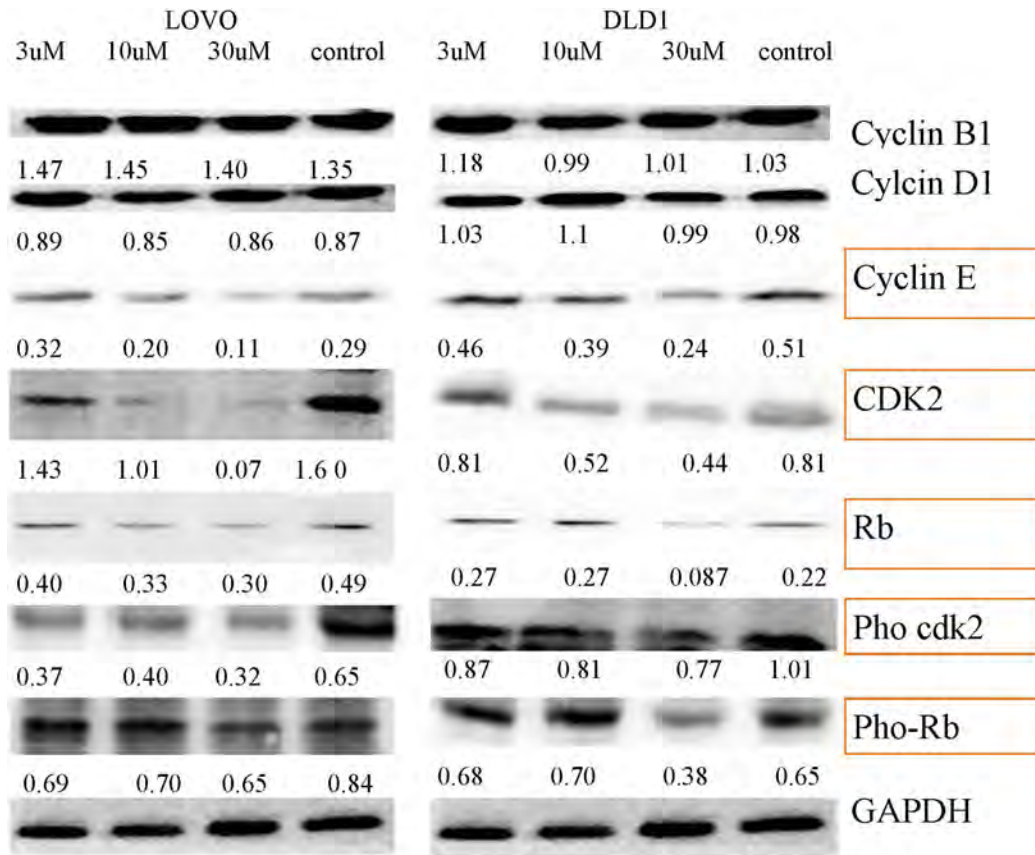 LOVO DLD1
3uM 10uM 30uM control 3uM 10uM 30uM control
Cyclin B1
1.47 1.45 1.40 1.35 1.18 0.99 1.01 1.03
Cylcin D1
0.89 0.85 0.86 0.87 1.03 1.1 0.99 0.98
Cyclin E
0.32 0.20 0.11 0.29 0.46 0.39 0.24 0.51
CDK2
1.43 1.01 0.07 1.6 0 0.81 0.52 0.44 0.81
Rb
0.40 0.33 0.30 0.49 0.27 0.27 0.087 0.22
Pho cdk2
0.37 0.40 0.32 0.65 0.87 0.81 0.77 1.01
Pho-Rb
0.69 0.70 0.65 0.84 0.68 0.70 0.38 0.65
GAPDH